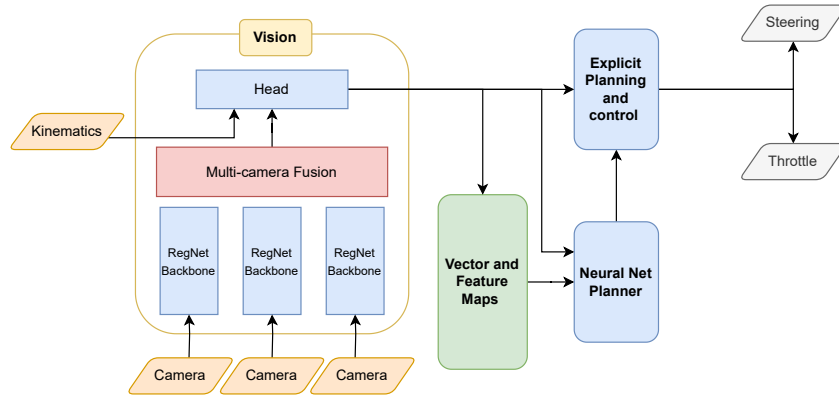 Vision
Steering
Head
Explicit
Planning
and
control
Kinematics
Multi-camera Fusion
Throttle
RegNet
Backbone
RegNet
Backbone
RegNet
Backbone
Vector and
Feature
Maps
Neural Net
Planner
Camera
Camera
Camera